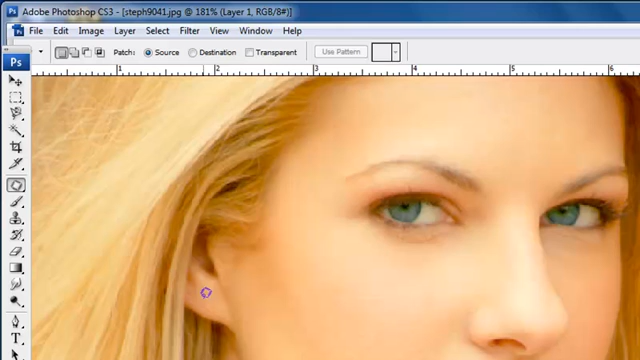 Adobe Photoshop CS3 - [steph9041.jpg @ 181% (Layer 1, RGB/8#)]
File Edit Image Layer Select Filter View Window Help
Patch: Source Destination Transparent Use Pattern
Ps
1 2 3 4 5 6
T